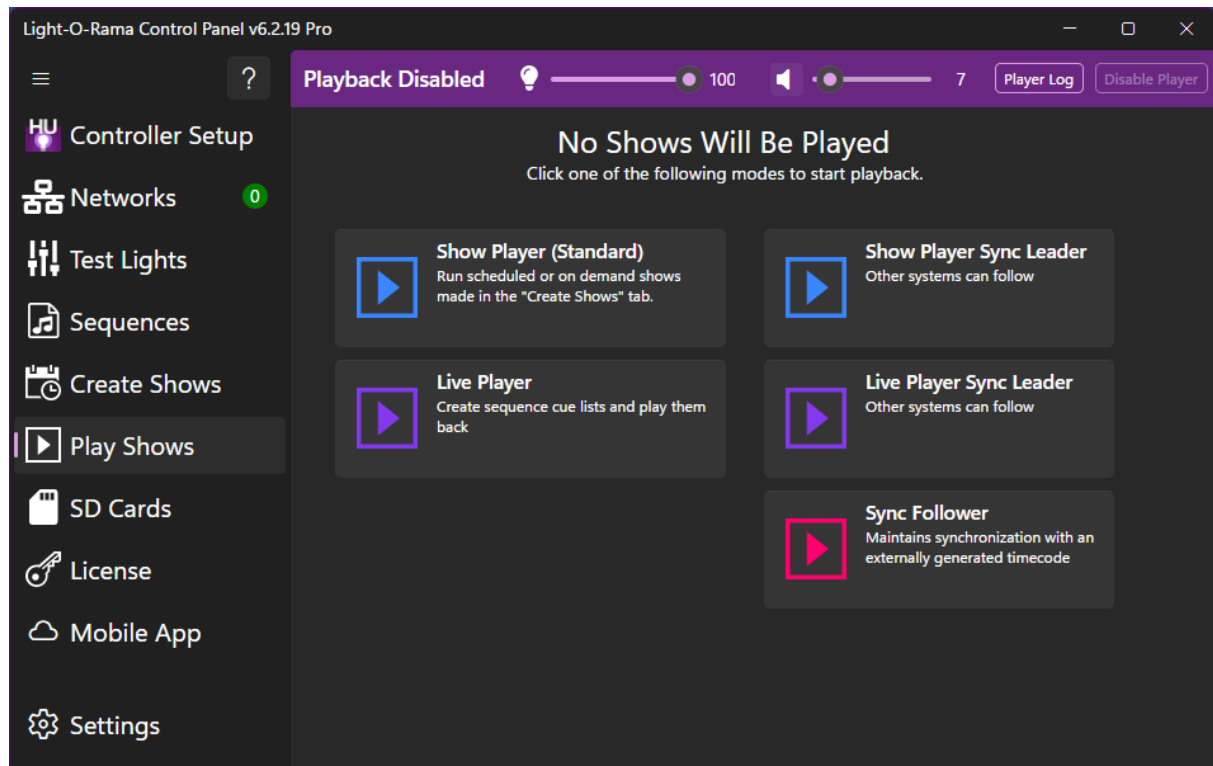 Light-O-Rama Control Panel v6.2.19 Pro
?
Playback Disabled
100
7
Player Log
Disable Player
HU
Controller Setup
Networks
0
Test Lights
Sequences
Create Shows
Play Shows
SD Cards
License
Mobile App
Settings
No Shows Will Be Played
Click one of the following modes to start playback.
Show Player (Standard)
Run scheduled or on demand shows
made in the "Create Shows" tab.
Show Player Sync Leader
Other systems can follow
Live Player
Create sequence cue lists and play them
back
Live Player Sync Leader
Other systems can follow
Sync Follower
Maintains synchronization with an
externally generated timecode